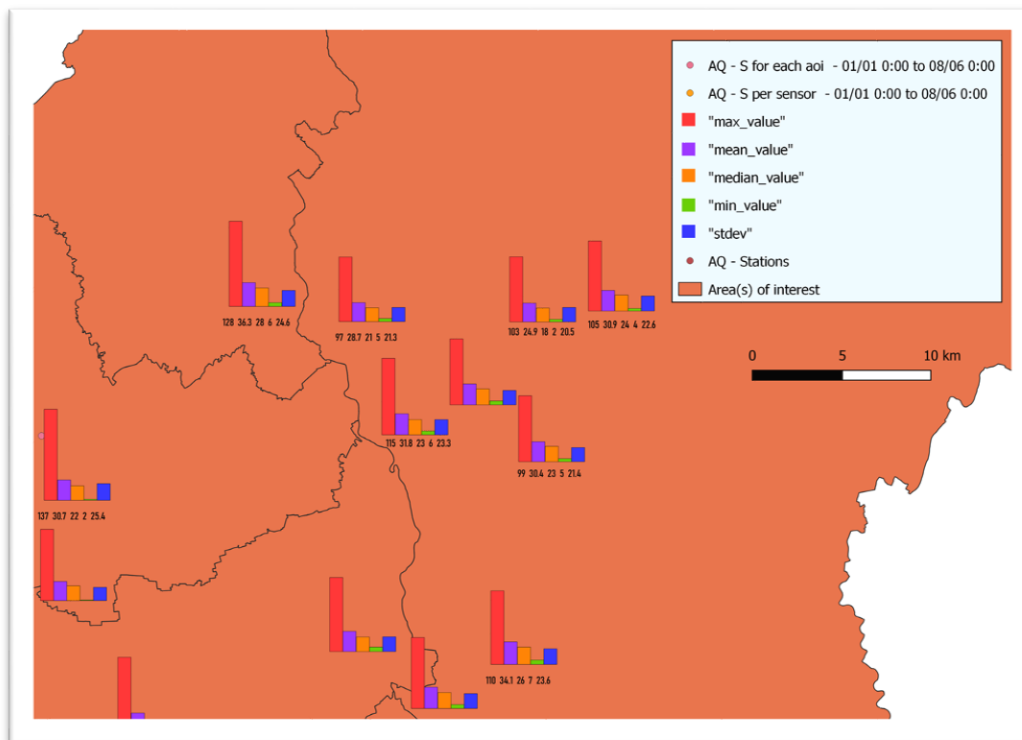 AQ - S for each aoi - 01/01 0:00 to 08/06 0:00
AQ - S per sensor - 01/01 0:00 to 08/06 0:00
"max_value"
"mean_value"
"median_value"
"min_value"
"stdev"
AQ - Stations
Area(s) of interest
128 36.3 28 6 24.6
97 28.7 21 5 21.3
103 24.9 18 2 20.5
105 30.9 24 4 22.6
0 5 10 km
115 31.8 23 6 23.3
99 30.4 23 5 21.4
137 30.7 22 2 25.4
110 34.1 26 7 23.6